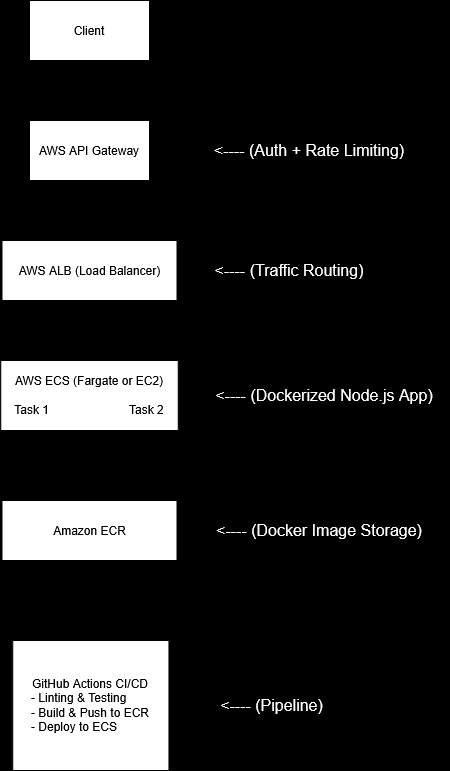 Client
AWS API Gateway
<---- (Auth + Rate Limiting)
AWS ALB (Load Balancer)
<---- (Traffic Routing)
AWS ECS (Fargate or EC2)
Task 1 Task 2
<---- (Dockerized Node.js App)
Amazon ECR
<---- (Docker Image Storage)
GitHub Actions CI/CD
- Linting & Testing
- Build & Push to ECR
- Deploy to ECS
<---- (Pipeline)